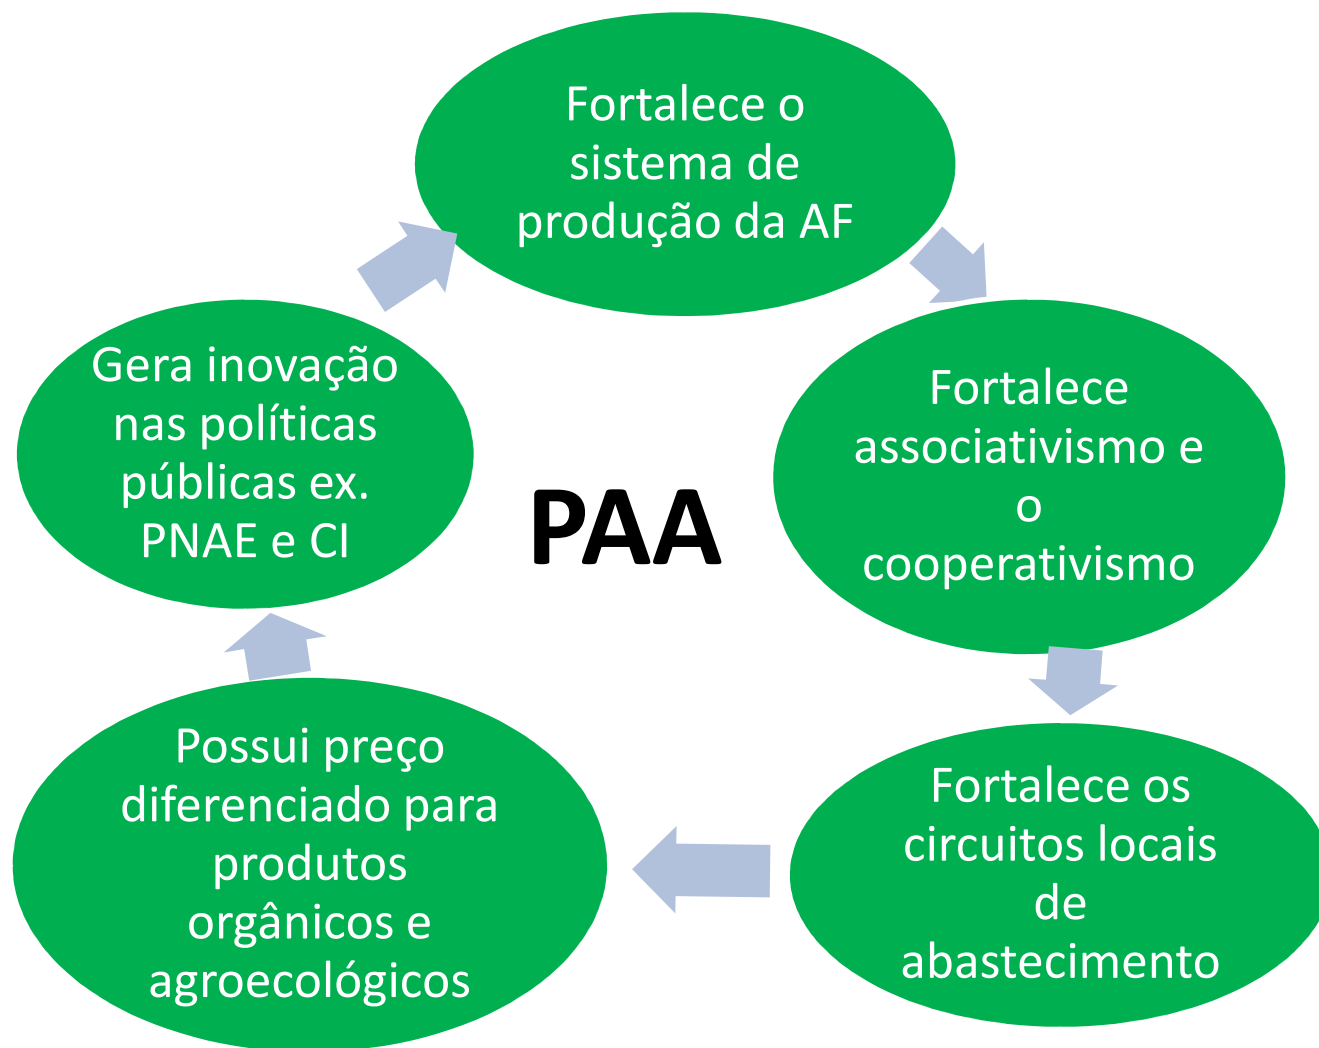 Fortalece o
sistema de
produção da AF
Fortalece
associativismo e
o
cooperativismo
Fortalece os
circuitos locais
de
abastecimento
Possui preço
diferenciado para
produtos
orgânicos e
agroecológicos
Gera inovação
nas políticas
públicas ex.
PNAE e CI
PAA